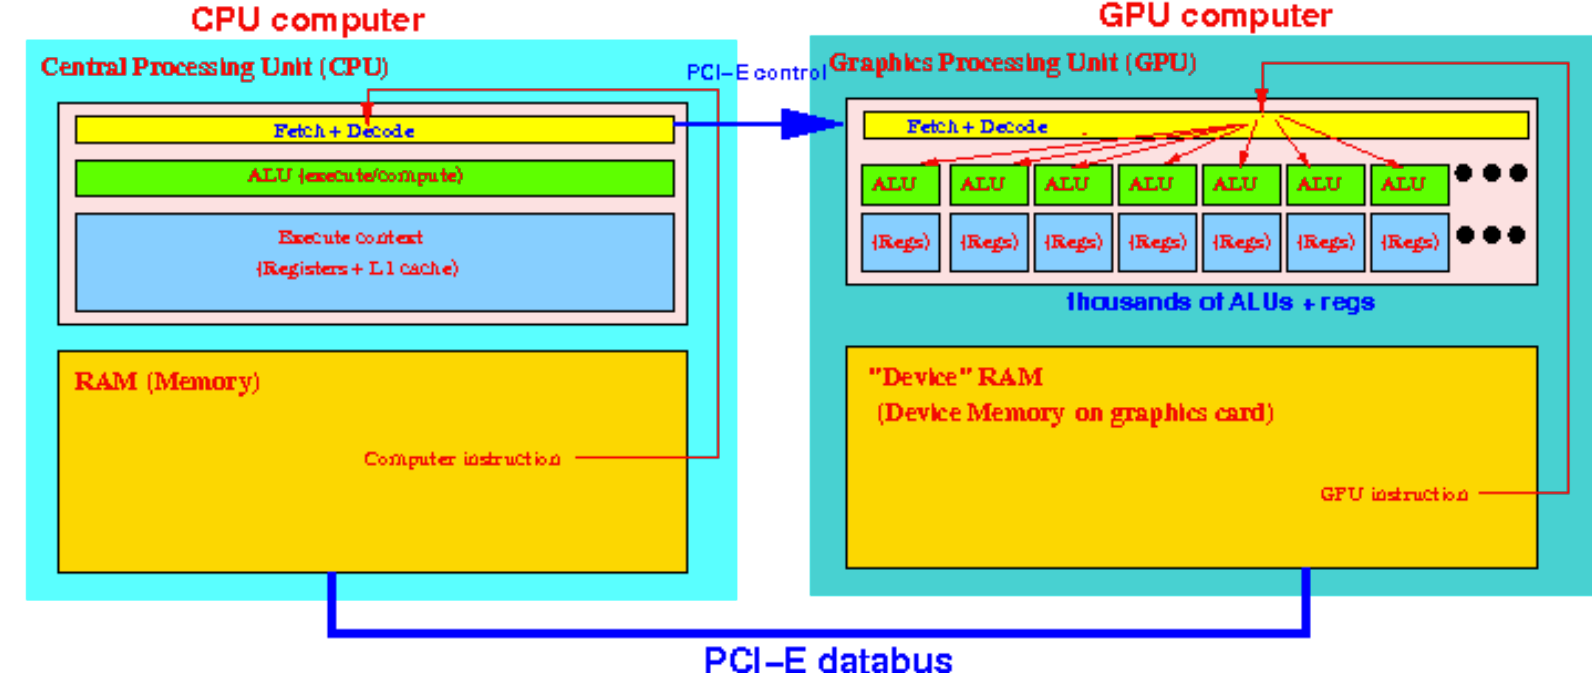 CPU computer
GPU computer
Central Processing Unit (CPU)
PCI-E control
Graphics Processing Unit (GPU)
Fetch + Decode
ALU (execute/compute)
Execute context
(Registers + L1 cache)
Fetch + Decode
ALU ALU ALU ALU ALU ALU ALU
(Regs) (Regs) (Regs) (Regs) (Regs) (Regs) (Regs)
thousands of ALUs + regs
RAM (Memory)
Computer instruction
"Device" RAM
(Device Memory on graphics card)
GPU instruction
PCI-E databus